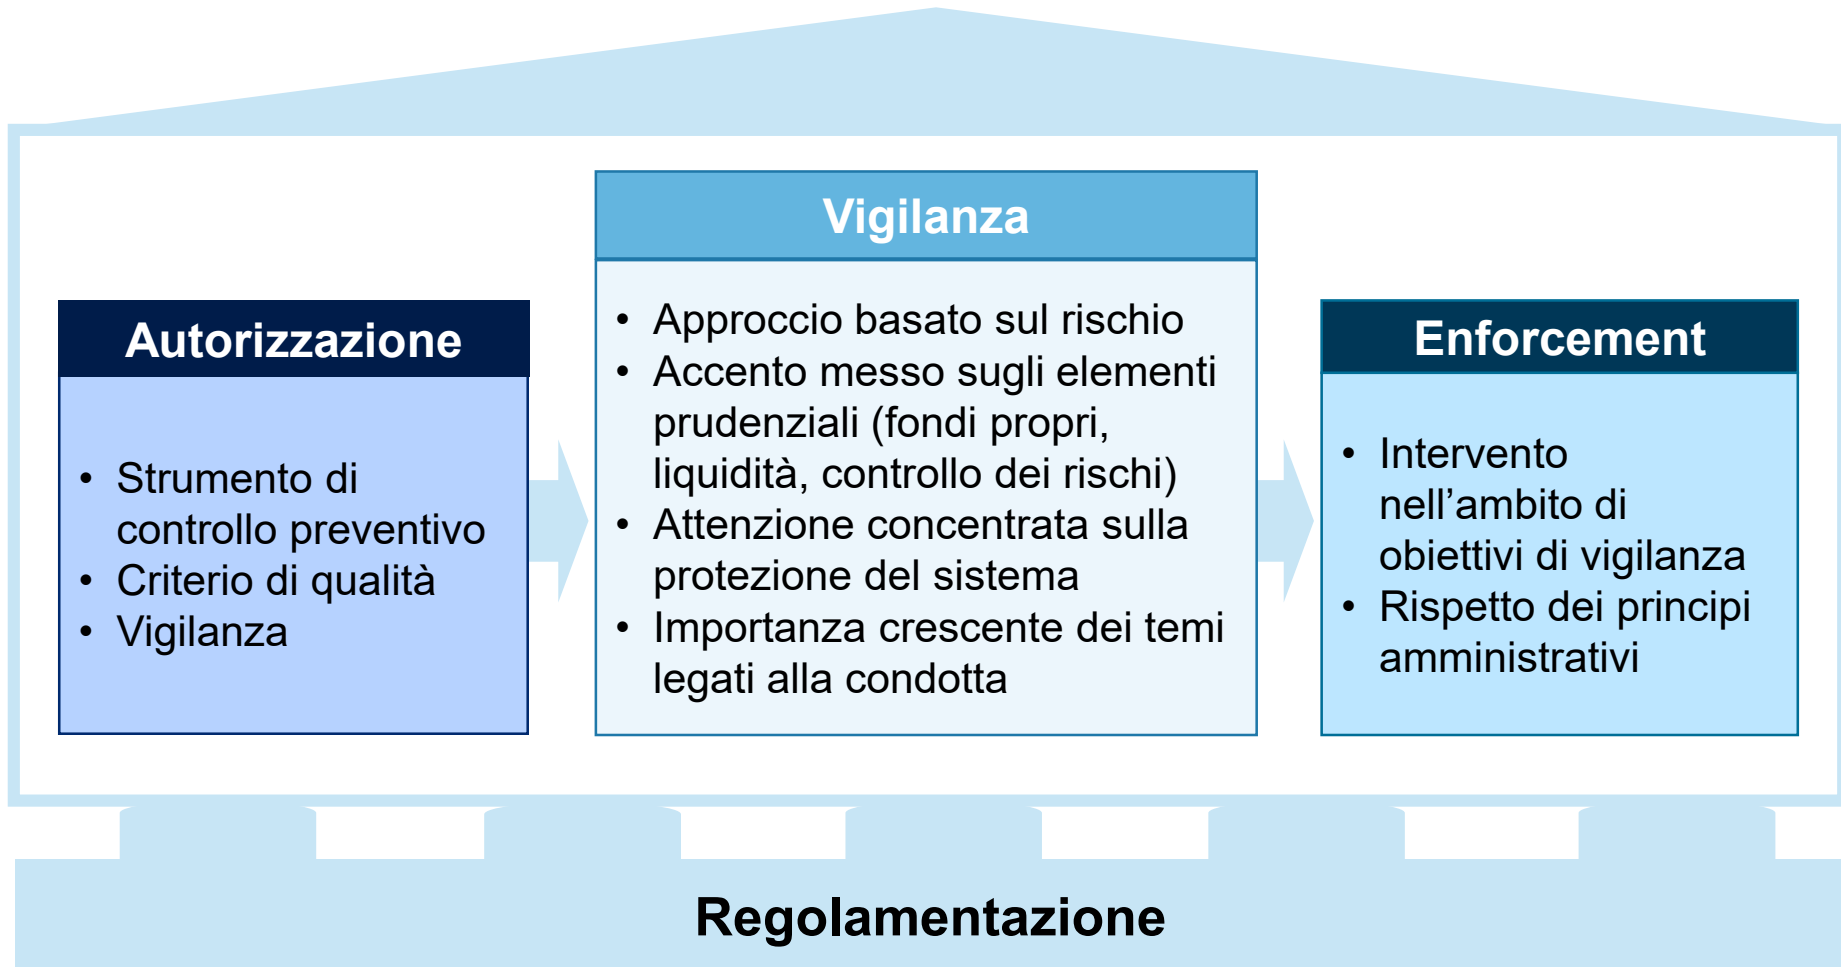 Autorizzazione
• Strumento di
controllo preventivo
• Criterio di qualità
• Vigilanza
Vigilanza
• Approccio basato sul rischio
• Accento messo sugli elementi
prudenziali (fondi propri,
liquidità, controllo dei rischi)
• Attenzione concentrata sulla
protezione del sistema
• Importanza crescente dei temi
legati alla condotta
Enforcement
• Intervento
nell’ambito di
obiettivi di vigilanza
• Rispetto dei principi
amministrativi
Regolamentazione